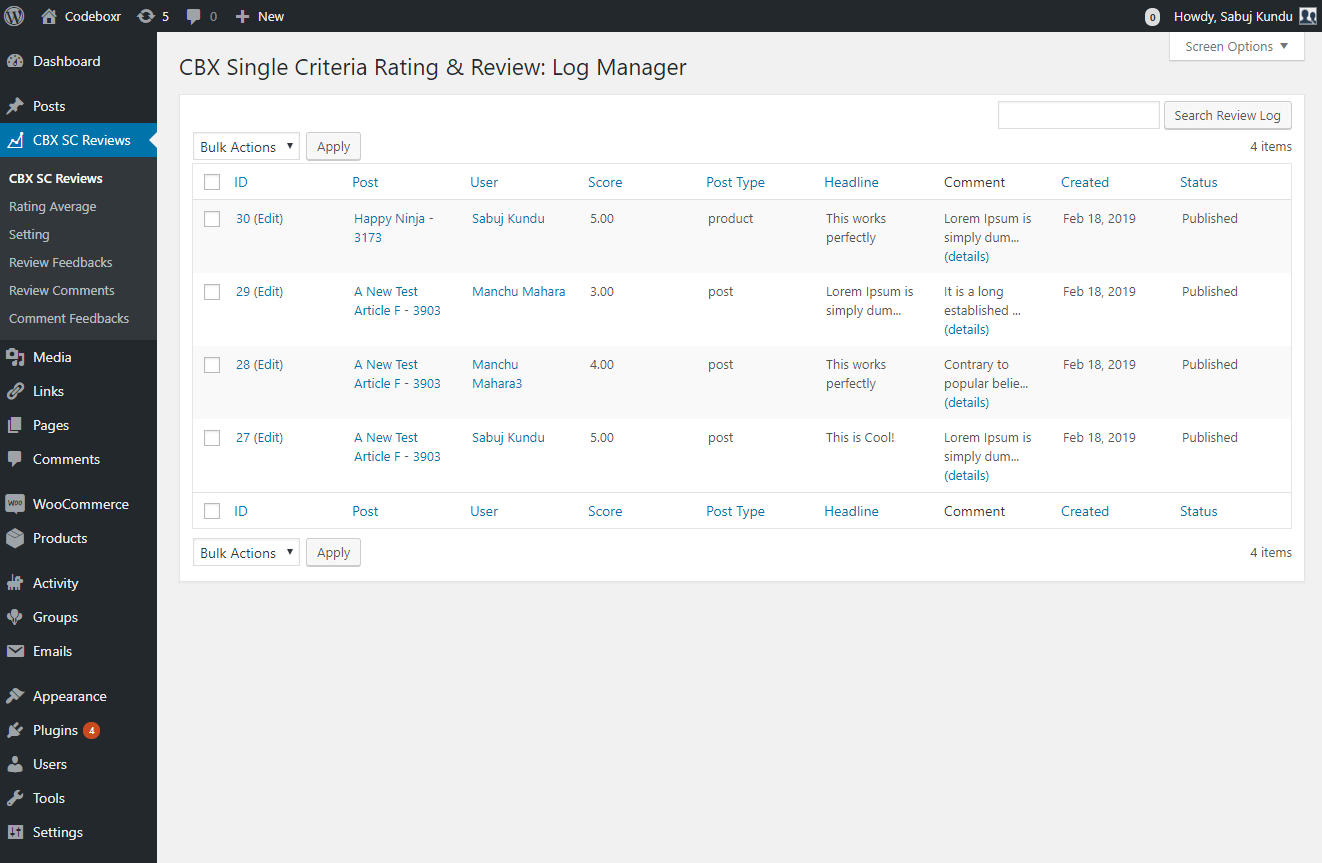 Codeboxr 5 0 New 0 Howdy, Sabuj Kundu
Screen Options
Dashboard
Posts
CBX SC Reviews
CBX SC Reviews
Rating Average
Setting
Review Feedbacks
Review Comments
Comment Feedbacks
Media
Links
Pages
Comments
WooCommerce
Products
Activity
Groups
Emails
Appearance
Plugins 4
Users
Tools
Settings
CBX Single Criteria Rating & Review: Log Manager
Search Review Log
Bulk Actions Apply 4 items
ID Post User Score Post Type Headline Comment Created Status
30 (Edit) Happy Ninja - Sabuj Kundu 5.00 product This works Lorem Ipsum is Feb 18, 2019 Published
3173 perfectly simply dum...
(details)
29 (Edit) A New Test Manchu Mahara 3.00 post Lorem Ipsum is It is a long Feb 18, 2019 Published
Article F - 3903 simply dum... established ...
(details)
28 (Edit) A New Test Manchu 4.00 post This works Contrary to Feb 18, 2019 Published
Article F - 3903 Mahara3 perfectly popular belie...
(details)
27 (Edit) A New Test Sabuj Kundu 5.00 post This is Cool! Lorem Ipsum is Feb 18, 2019 Published
Article F - 3903 simply dum...
(details)
ID Post User Score Post Type Headline Comment Created Status
Bulk Actions Apply 4 items